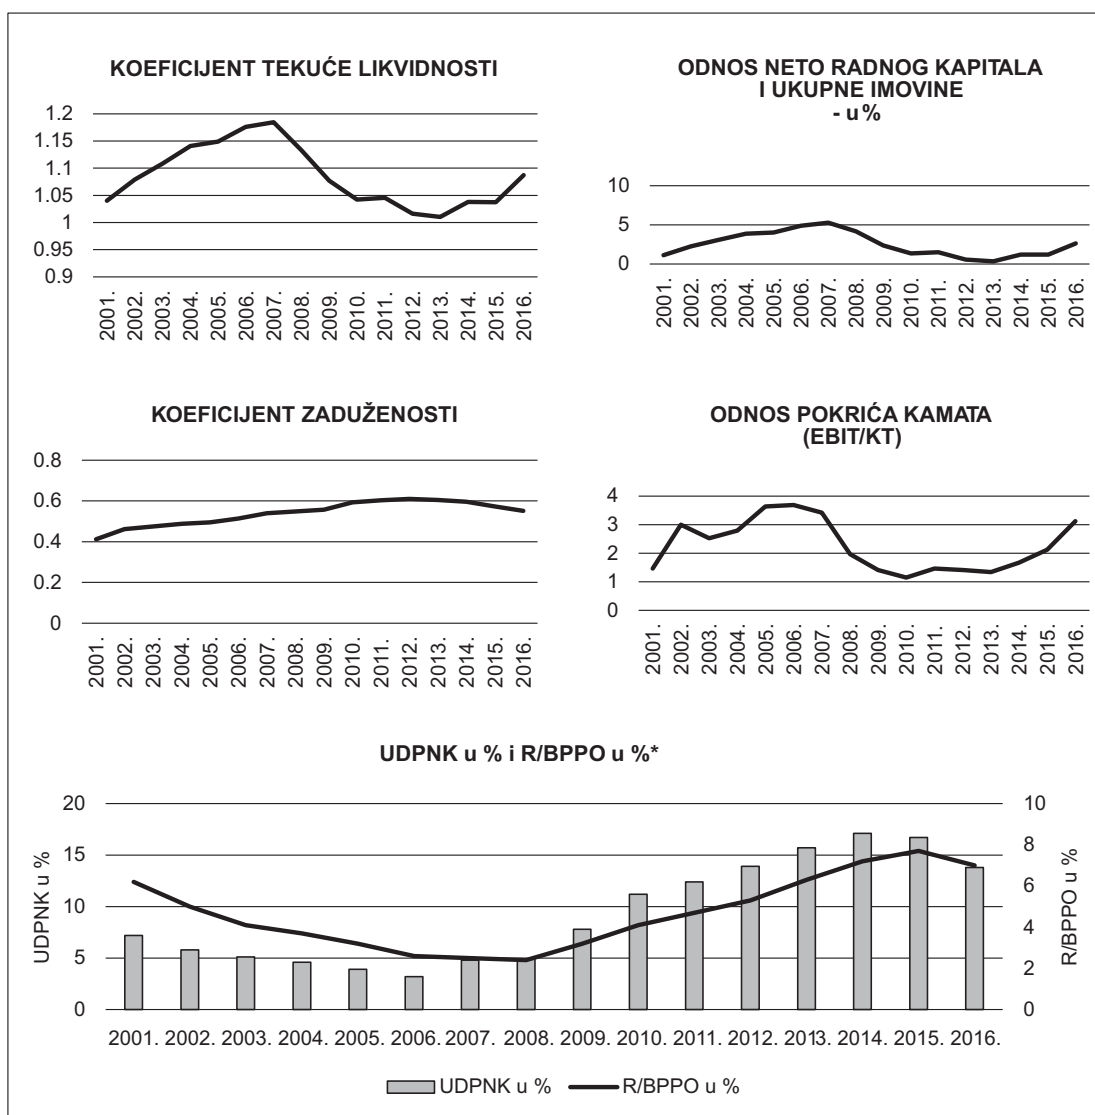 KOEFICIJENT TEKUĆE LIKVIDNOSTI
1.2
1.15
1.1
1.05
1
0.95
0.9
2001. 2002. 2003. 2004. 2005. 2006. 2007. 2008. 2009. 2010. 2011. 2012. 2013. 2014. 2015. 2016.
ODNOS NETO RADNOG KAPITALA
I UKUPNE IMOVINE
- u %
10
5
0
2001. 2002. 2003. 2004. 2005. 2006. 2007. 2008. 2009. 2010. 2011. 2012. 2013. 2014. 2015. 2016.
KOEFICIJENT ZADUŽENOSTI
0.8
0.6
0.4
0.2
0
2001. 2002. 2003. 2004. 2005. 2006. 2007. 2008. 2009. 2010. 2011. 2012. 2013. 2014. 2015. 2016.
ODNOS POKRIĆA KAMATA
(EBIT/KT)
4
3
2
1
0
2001. 2002. 2003. 2004. 2005. 2006. 2007. 2008. 2009. 2010. 2011. 2012. 2013. 2014. 2015. 2016.
UDPNK u % i R/BPPO u %*
UDPNK u %
20
15
10
5
0
10
8
6
4
2
0
R/BPPO u %
2001. 2002. 2003. 2004. 2005. 2006. 2007. 2008. 2009. 2010. 2011. 2012. 2013. 2014. 2015. 2016.
UDPNK u % R/BPPO u %